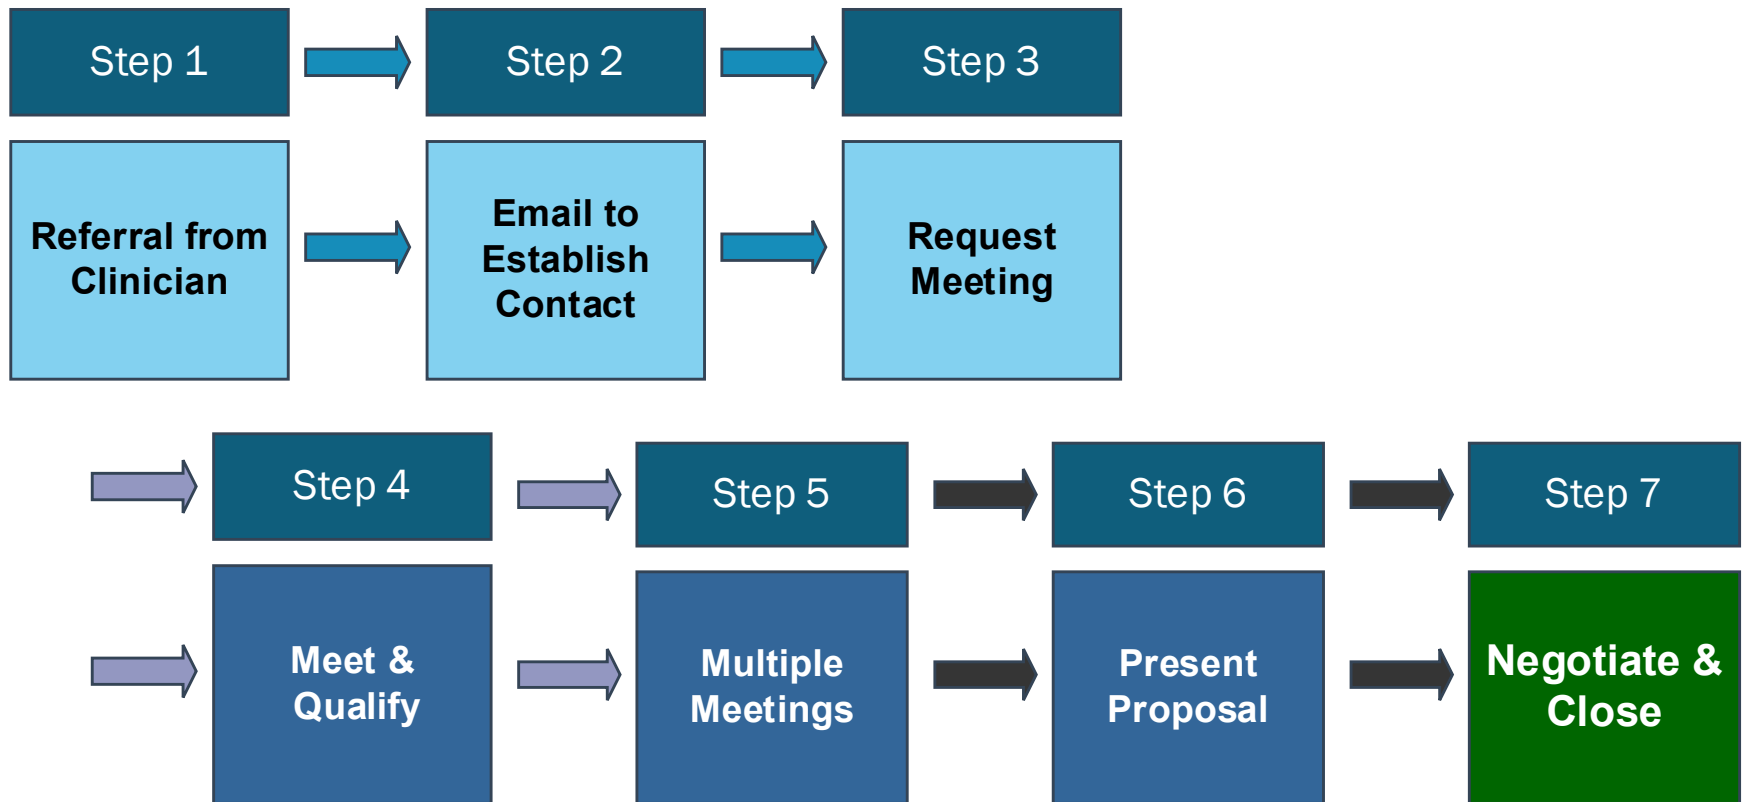 Step 1
Step 2
Step 3
Referral from
Clinician
Email to
Establish
Contact
Request
Meeting
Step 4
Step 5
Step 6
Step 7
Meet &
Qualify
Multiple
Meetings
Present
Proposal
Negotiate &
Close